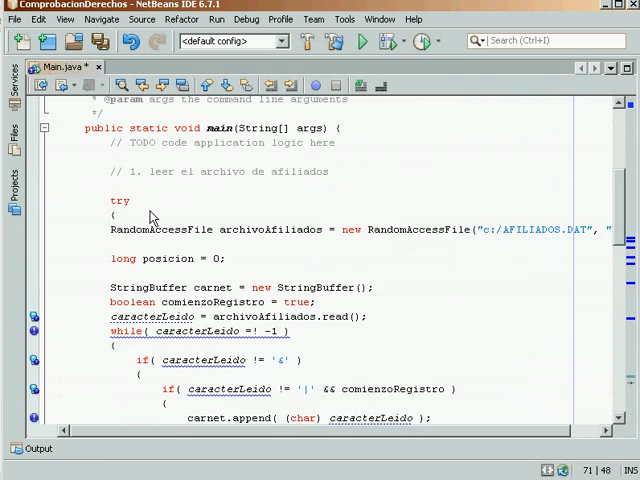 ComprobacionDerechos - NetBeans IDE 6.7.1
File Edit View Navigate Source Refactor Run Debug Profile Team Tools Window Help
<default config>
Search (Ctrl+I)
Main.java *
Services
Files
Projects
* @param args the command line arguments
*/
public static void main(String[] args) {
// TODO code application logic here
// 1. leer el archivo de afiliados
try
{
RandomAccessFile archivoAfiliados = new RandomAccessFile("c:/AFILIADOS.DAT", "
long posicion = 0;
StringBuffer carnet = new StringBuffer();
boolean comienzoRegistro = true;
caracterLeido = archivoAfiliados.read();
while( caracterLeido =! -1 )
{
if( caracterLeido != '&' )
{
if( caracterLeido != '|' && comienzoRegistro )
{
carnet.append( (char) caracterLeido );
Output
71 | 48 INS